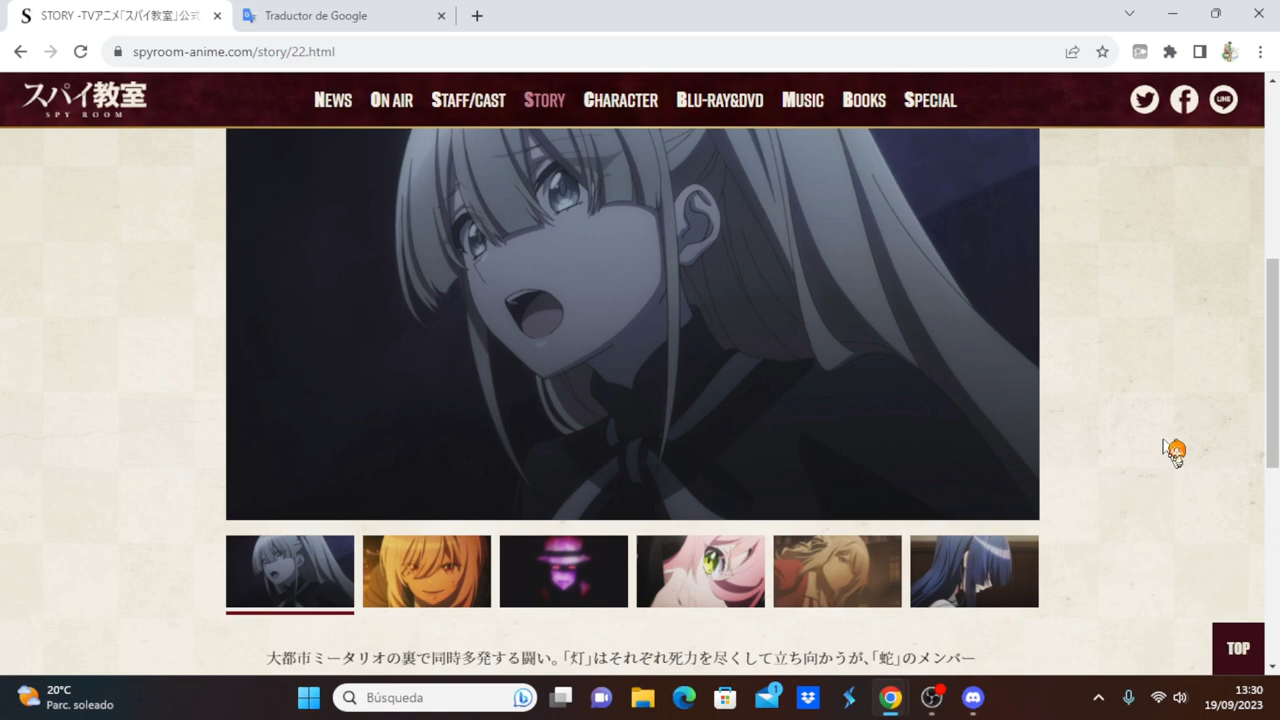 STORY -TVアニメ「スパイ教室」公式
Traductor de Google
spyroom-anime.com/story/22.html
スパイ教室
SPY ROOM
NEWS ON AIR STAFF/CAST STORY CHARACTER BLU-RAY&DVD MUSIC BOOKS SPECIAL
LINE
大都市ミータリオの裏で同時多発する闘い。「灯」はそれぞれ死力を尽くして立ち向かうが、「蛇」のメンバー
TOP
20°C
Parc. soleado
Búsqueda
1
13:30
19/09/2023